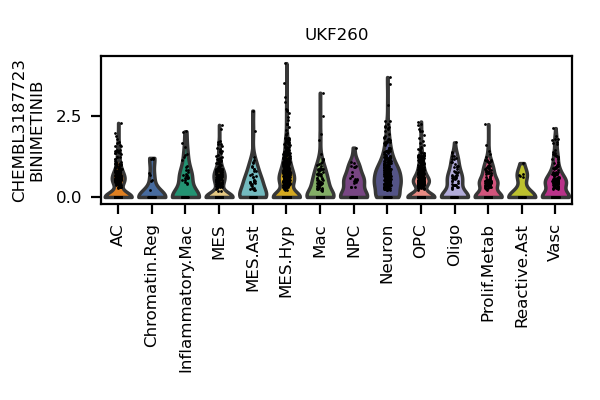 UKF260
CHEMBL3187723
BINIMETINIB
2.5
0.0
AC
Chromatin.Reg
Inflammatory.Mac
MES
MES.Ast
MES.Hyp
Mac
NPC
Neuron
OPC
Oligo
Prolif.Metab
Reactive.Ast
Vasc